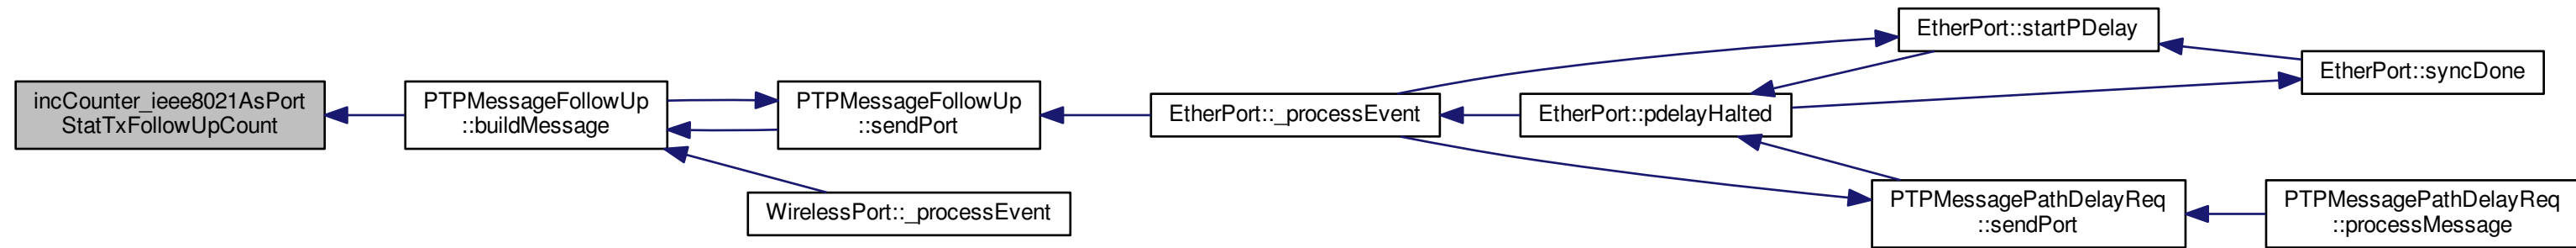 incCounter_ieee8021AsPort
StatTxFollowUpCount
PTPMessageFollowUp
::buildMessage
PTPMessageFollowUp
::sendPort
WirelessPort::_processEvent
EtherPort::_processEvent
EtherPort::pdelayHalted
EtherPort::startPDelay
EtherPort::syncDone
PTPMessagePathDelayReq
::sendPort
PTPMessagePathDelayReq
::processMessage